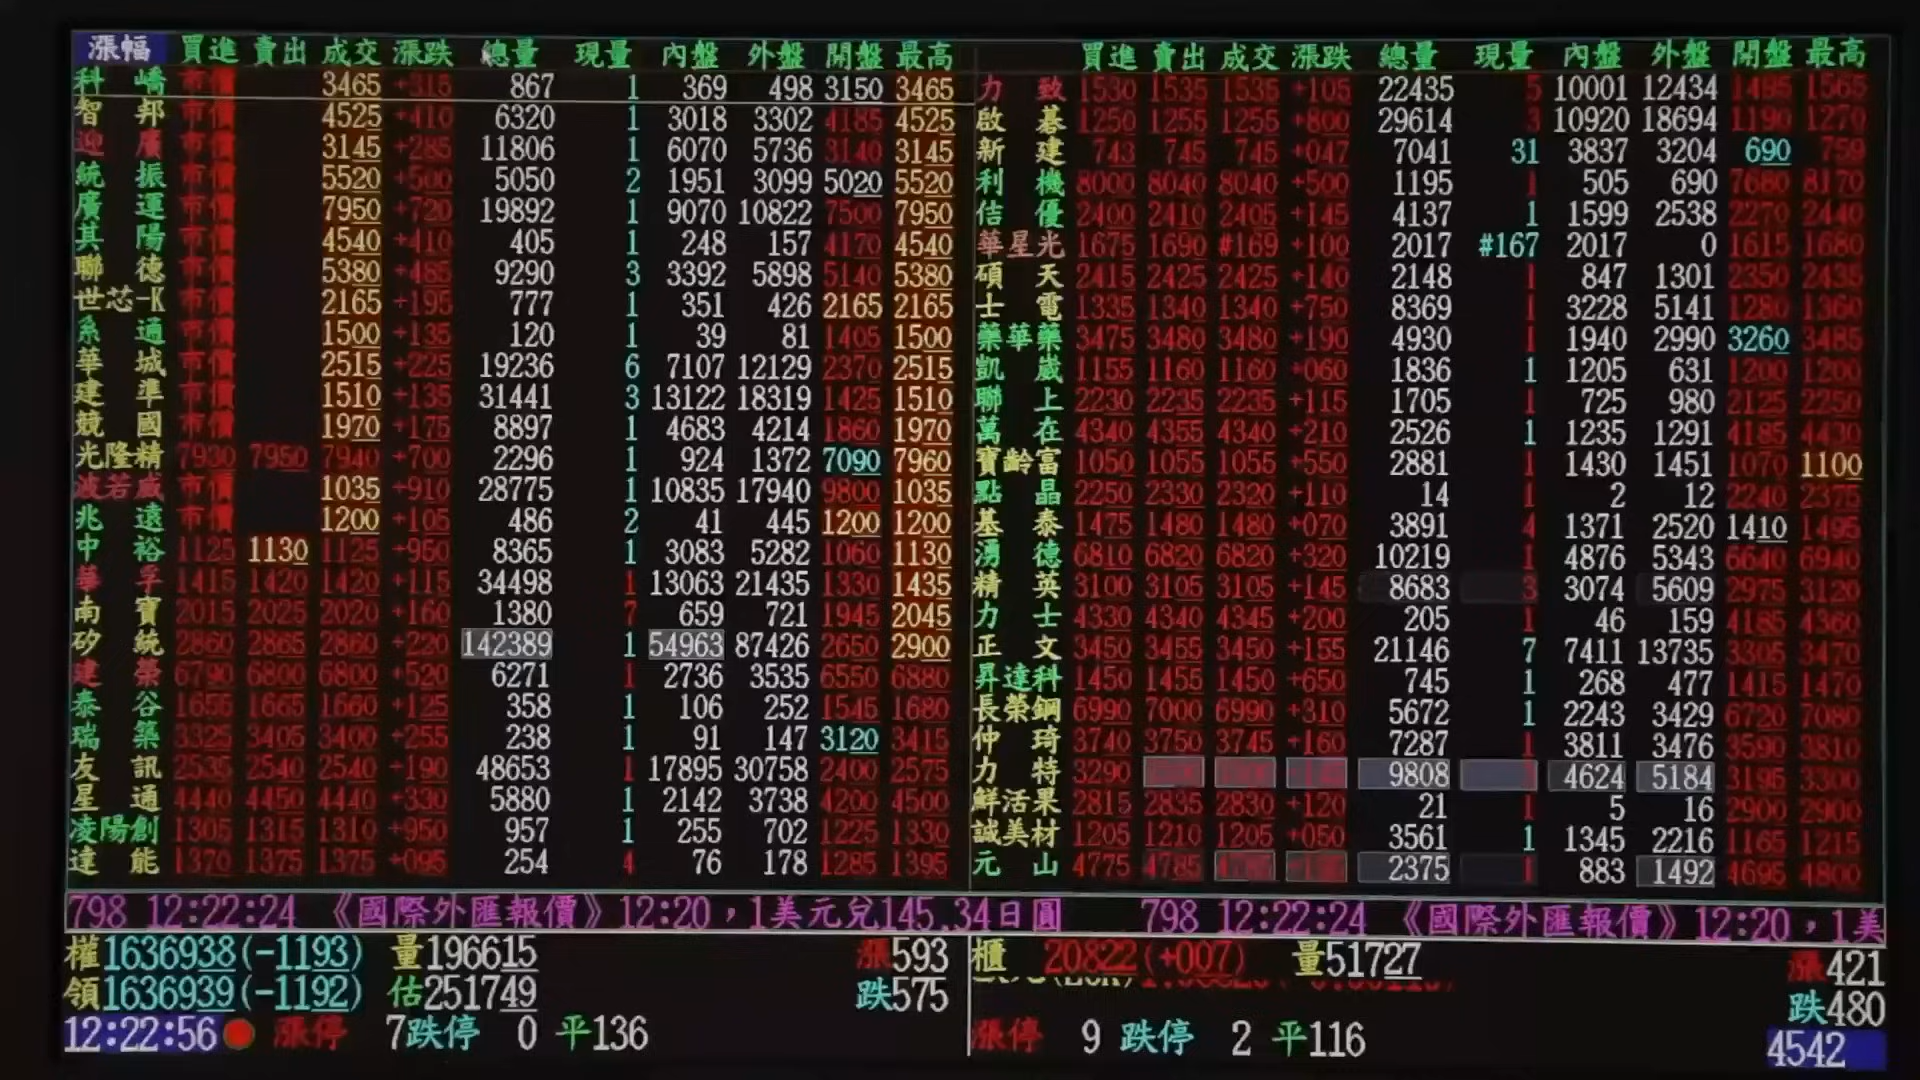 漲幅 買進 賣出 成交 漲跌 總量 現量 內盤 外盤 開盤 最高
科嶠 市價 3465 +315 867 1 369 498 3150 3465
智邦 市價 4525 +410 6320 1 3018 3302 4185 4525
迎廣 市價 3145 +285 11806 1 6070 5736 3140 3145
統振 市價 5520 +500 5050 2 1951 3099 5020 5520
廣運 市價 7950 +720 19892 1 9070 10822 7500 7950
其陽 市價 4540 +410 405 1 248 157 4170 4540
聯德 市價 5380 +485 9290 3 3392 5898 5140 5380
世芯-K 市價 2165 +195 777 1 351 426 2165 2165
系通 市價 1500 +135 120 1 39 81 1405 1500
華城 市價 2515 +225 19236 6 7107 12129 2370 2515
建準 市價 1510 +135 31441 3 13122 18319 1425 1510
競國 市價 1970 +175 8897 1 4683 4214 1860 1970
光隆精 7930 7950 7940 +700 2296 1 924 1372 7090 7960
波若威 市價 1035 +910 28775 1 10835 17940 9800 1035
兆遠 市價 1200 +105 486 2 41 445 1200 1200
中裕 1125 1130 1125 +950 8365 1 3083 5282 1060 1130
華孚 1415 1420 1420 +115 34498 1 13063 21435 1330 1435
南寶 2015 2025 2020 +160 1380 7 659 721 1945 2045
矽統 2860 2865 2860 +220 142389 1 54963 87426 2650 2900
建榮 6790 6800 6800 +520 6271 1 2736 3535 6550 6880
泰谷 1655 1665 1660 +125 358 1 106 252 1545 1680
瑞築 3325 3405 3400 +255 238 1 91 147 3120 3415
友訊 2535 2540 2540 +190 48653 1 17895 30758 2400 2575
星通 4440 4450 4440 +330 5880 1 2142 3738 4200 4500
凌陽創 1305 1315 1310 +950 957 1 255 702 1225 1330
達能 1370 1375 1375 +095 254 4 76 178 1285 1395
買進 賣出 成交 漲跌 總量 現量 內盤 外盤 開盤 最高
力致 1530 1535 1535 +105 22435 5 10001 12434 1495 1565
啟碁 1250 1255 1255 +800 29614 3 10920 18694 1190 1270
新建 743 745 745 +047 7041 31 3837 3204 690 759
利機 8000 8040 8040 +500 1195 1 505 690 7680 8170
佶優 2400 2410 2405 +145 4137 1 1599 2538 2270 2440
華星光 1675 1690 #169 +100 2017 #167 2017 0 1615 1680
碩天 2415 2425 2425 +140 2148 1 847 1301 2350 2435
士電 1335 1340 1340 +750 8369 1 3228 5141 1280 1360
藥華藥 3475 3480 3480 +190 4930 1 1940 2990 3260 3485
凱崴 1155 1160 1160 +060 1836 1 1205 631 1200 1200
聯上 2230 2235 2235 +115 1705 1 725 980 2125 2250
萬在 4340 4355 4340 +210 2526 1 1235 1291 4185 4430
寶齡富 1050 1055 1055 +550 2881 1 1430 1451 1070 1100
點晶 2250 2330 2320 +110 14 1 2 12 2240 2375
基泰 1475 1480 1480 +070 3891 4 1371 2520 1410 1495
湧德 6810 6820 6820 +320 10219 1 4876 5343 6640 6940
精英 3100 3105 3105 +145 8683 3 3074 5609 2975 3120
力士 4330 4340 4345 +200 205 1 46 159 4185 4360
正文 3450 3455 3450 +155 21146 7 7411 13735 3305 3470
昇達科 1450 1455 1450 +650 745 1 268 477 1415 1470
長榮鋼 6990 7000 6990 +310 5672 1 2243 3429 6720 7080
仲琦 3740 3750 3745 +160 7287 1 3811 3476 3590 3810
力特 3290 9808 4624 5184 3195 3300
鮮活果 2815 2835 2830 +120 21 1 5 16 2900 2900
誠美材 1205 1210 1205 +050 3561 1 1345 2216 1165 1215
元山 4775 4785 2375 1 883 1492 4695 4800
798 12:22:24 《國際外匯報價》12:20，1美元兌145.34日圓
798 12:22:24 《國際外匯報價》12:20，1美
權1636938(-1193) 量196615 漲593
領1636939(-1192) 估251749 跌575
12:22:56 漲停 7跌停 0 平136
櫃 20822(+007) 量51727 漲421
跌480
漲停 9 跌停 2 平116 4542